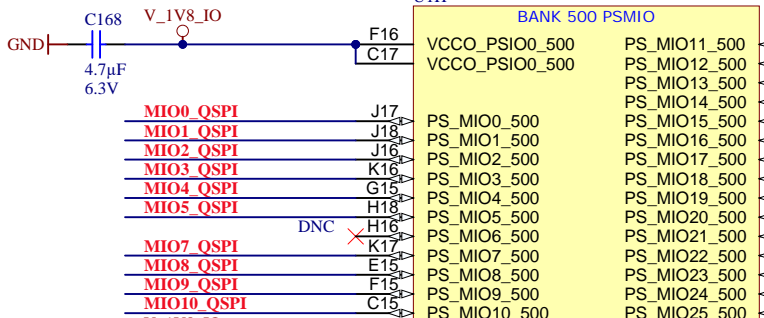 C168
V_1V8_IO
GND
4.7µF
6.3V
BANK 500 PSMIO
F16 VCCO_PSIO0_500 PS_MIO11_500
C17 VCCO_PSIO0_500 PS_MIO12_500
PS_MIO13_500
PS_MIO14_500
MIO0_QSPI J17 PS_MIO0_500 PS_MIO15_500
MIO1_QSPI J18 PS_MIO1_500 PS_MIO16_500
MIO2_QSPI J16 PS_MIO2_500 PS_MIO17_500
MIO3_QSPI K16 PS_MIO3_500 PS_MIO18_500
MIO4_QSPI G15 PS_MIO4_500 PS_MIO19_500
MIO5_QSPI H18 PS_MIO5_500 PS_MIO20_500
DNC H16 PS_MIO6_500 PS_MIO21_500
MIO7_QSPI K17 PS_MIO7_500 PS_MIO22_500
MIO8_QSPI E15 PS_MIO8_500 PS_MIO23_500
MIO9_QSPI F15 PS_MIO9_500 PS_MIO24_500
MIO10_QSPI C15 PS_MIO10_500 PS_MIO25_500